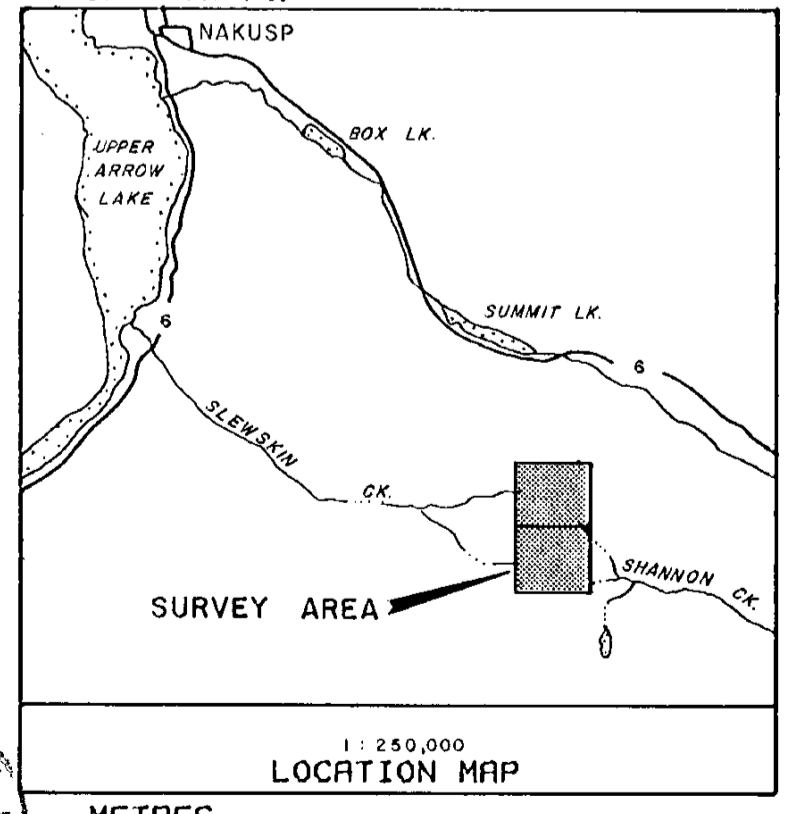 NAKUSP
BOX LK.
UPPER
ARROW
LAKE
SUMMIT LK.
6
6
SLEWSKIN
CK.
SHANNON CK.
SURVEY AREA
1 : 250,000
LOCATION MAP
METRES